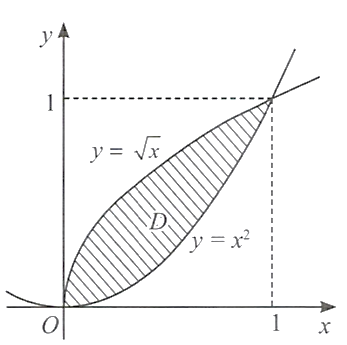 y
1
y = √x
D
y = x²
O
1
x